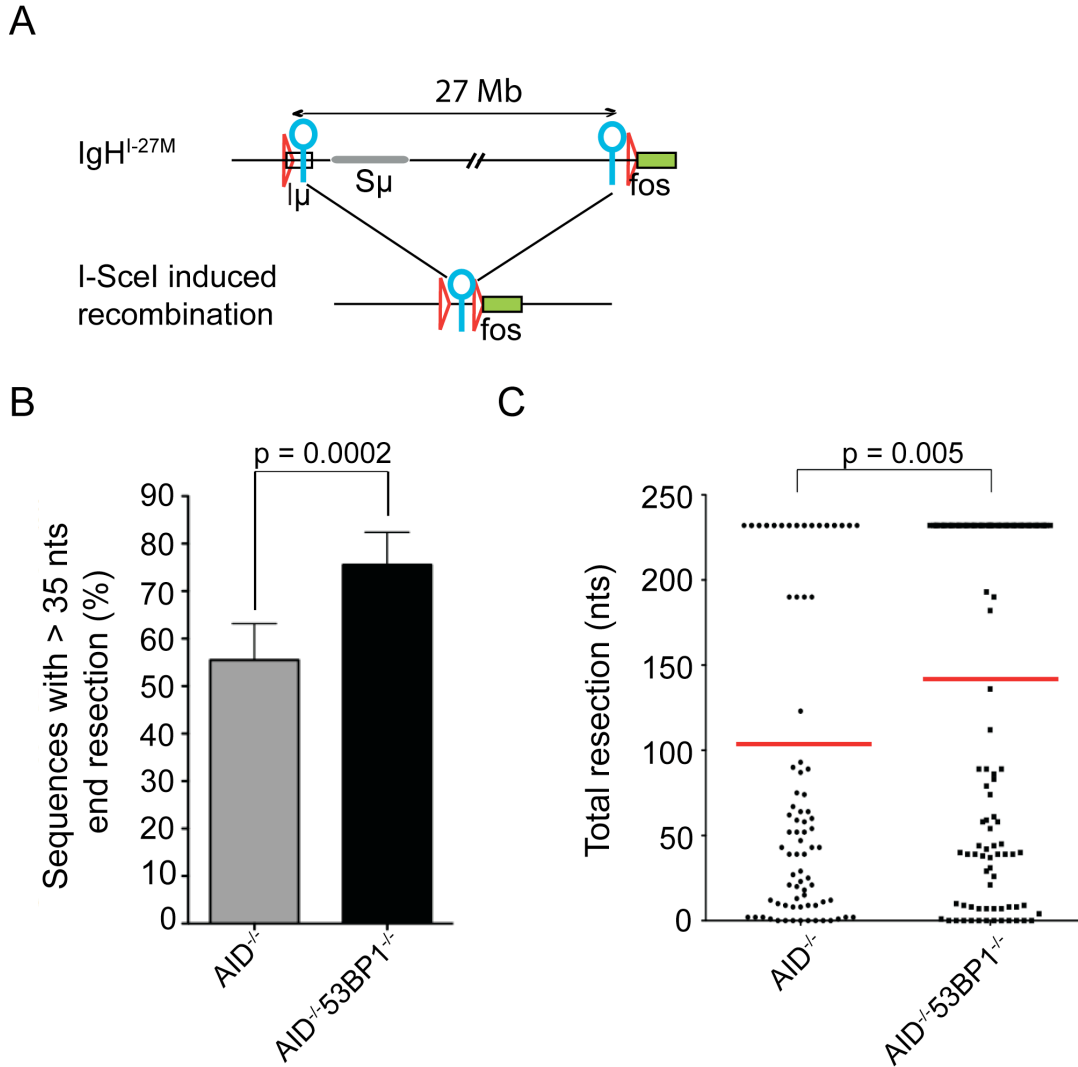 A
27 Mb
IgH^I-27M
Iμ
Sμ
fos
I-SceI induced
recombination
fos
B
p = 0.0002
Sequences with > 35 nts
end resection (%)
90
80
70
60
50
40
30
20
10
0
AID-/-
AID-/-53BP1-/-
C
p = 0.005
Total resection (nts)
250
200
150
100
50
0
AID-/-
AID-/-53BP1-/-